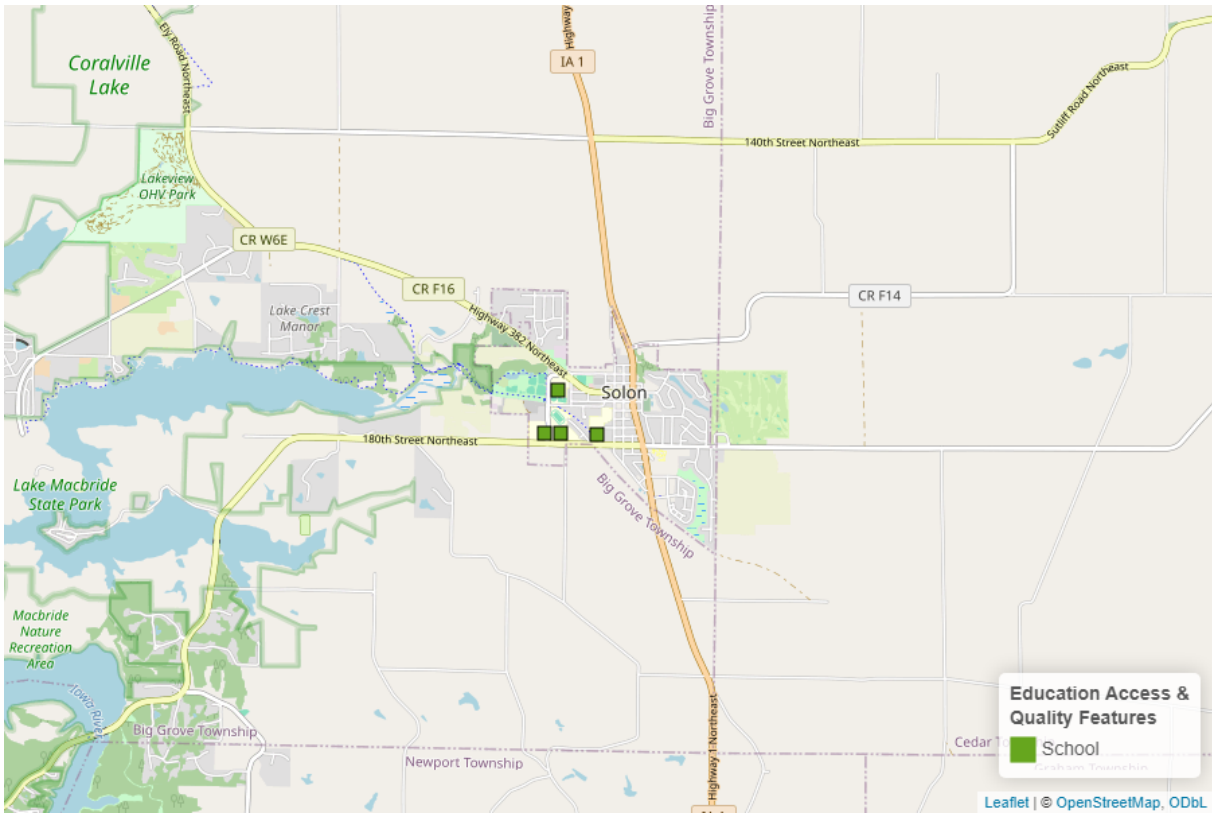 Coralville
Lake
Ely Road Northeast
Highway
IA 1
Big Grove Township
140th Street Northeast
Sutliff Road Northeast
Lakeview
OHV Park
CR W6E
CR F16
Lake Crest
Manor
Highway 382 Northeast
CR F14
Solon
180th Street Northeast
Lake Macbride
State Park
Big Grove Township
Macbride
Nature
Recreation
Area
Iowa River
Big Grove Township
Newport Township
Highway 1 Northeast
Education Access &
Quality Features
School
Cedar
Graham Township
Leaflet | © OpenStreetMap, ODbL